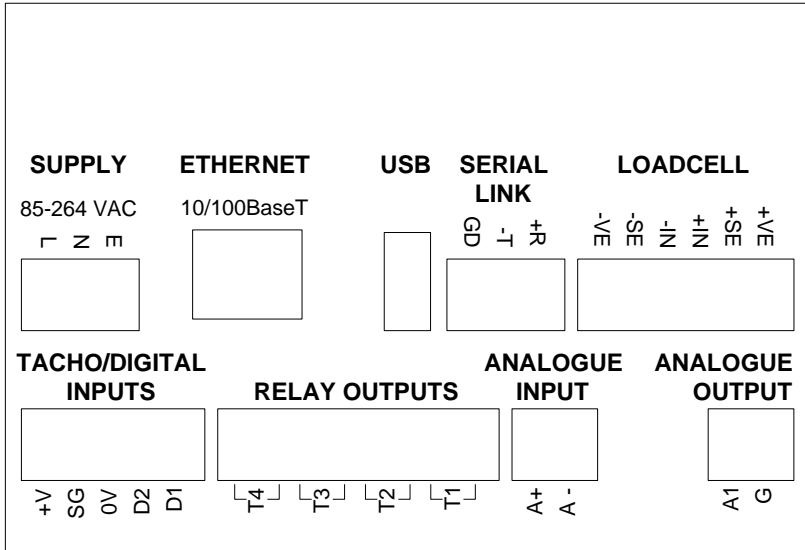 SUPPLY
ETHERNET
USB
SERIAL
LINK
LOADCELL
85-264 VAC
10/100BaseT
L
N
E
GD
-T
+R
-VE
-SE
-IN
+IN
+SE
+VE
TACHO/DIGITAL
INPUTS
RELAY OUTPUTS
ANALOGUE
INPUT
ANALOGUE
OUTPUT
+V
SG
0V
D2
D1
T4
T3
T2
T1
A+
A -
A1
G